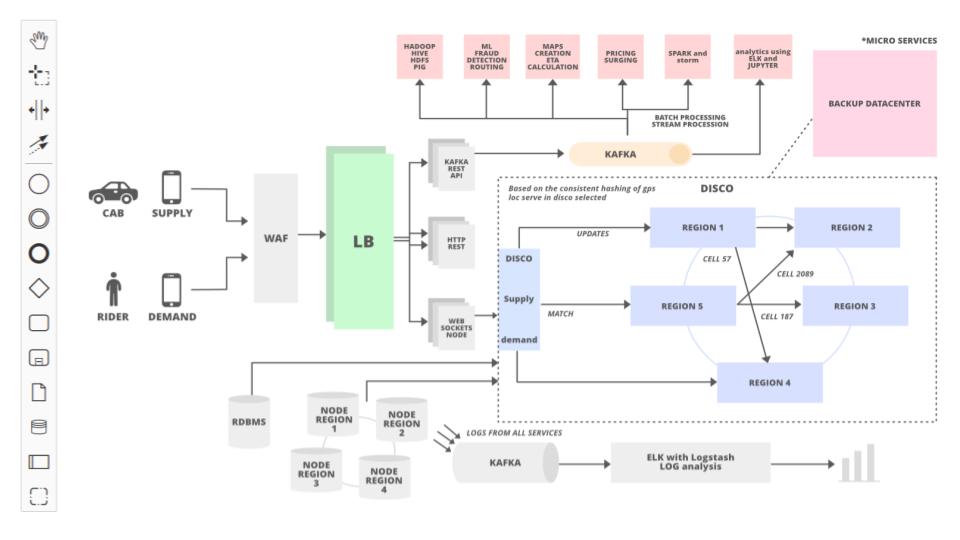 *MICRO SERVICES
HADOOP
HIVE
HDFS
PIG
ML
FRAUD
DETECTION
ROUTING
MAPS
CREATION
ETA
CALCULATION
PRICING
SURGING
SPARK and
storm
analytics using
ELK and
JUPYTER
BACKUP DATACENTER
BATCH PROCESSING
STREAM PROCESSION
KAFKA
KAFKA
REST
API
CAB
SUPPLY
WAF
LB
HTTP
REST
RIDER
DEMAND
WEB
SOCKETS
NODE
Based on the consistent hashing of gps
loc serve in disco selected
DISCO
UPDATES
REGION 1
REGION 2
DISCO
Supply
demand
CELL 57
CELL 2089
MATCH
REGION 5
REGION 3
CELL 187
REGION 4
RDBMS
NODE
REGION
1
NODE
REGION
2
NODE
REGION
3
NODE
REGION
4
LOGS FROM ALL SERVICES
KAFKA
ELK with Logstash
LOG analysis